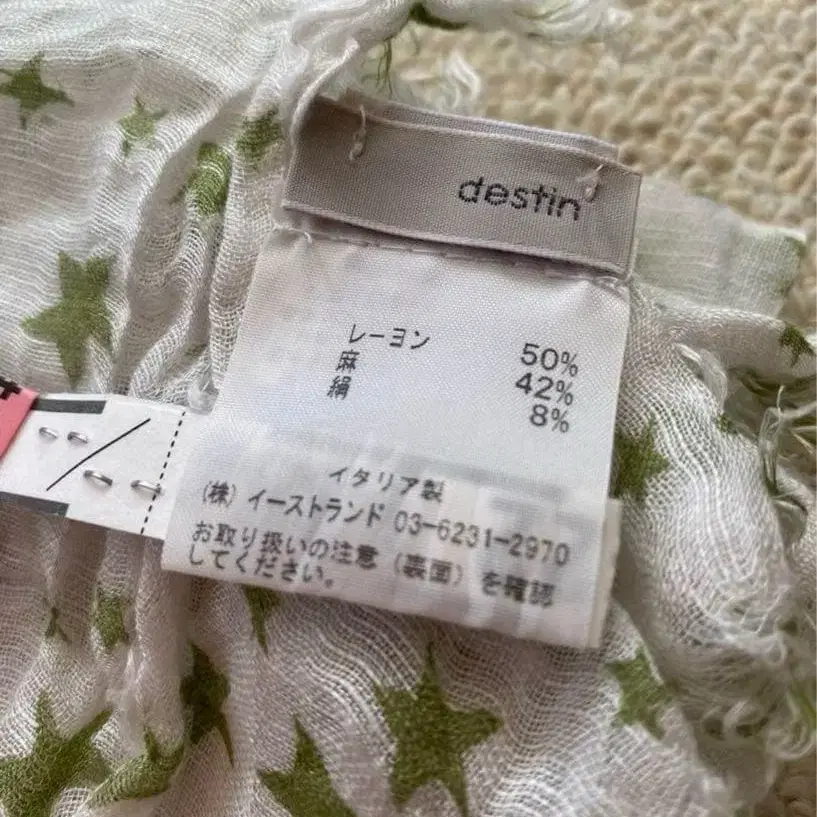 destin
レーヨン 50%
麻 42%
絹 8%
イタリア製
(株) イーストランド 03-6231-2970
お取り扱いの注意 (裏面) を確認
してください。